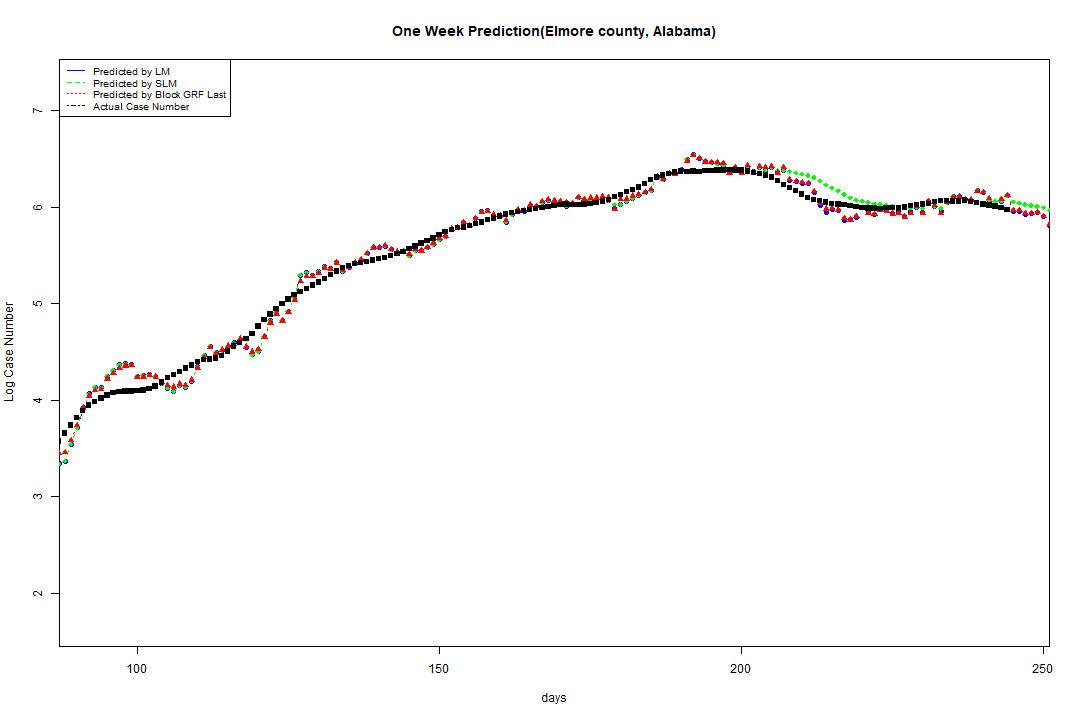 One Week Prediction(Elmore county, Alabama)
Predicted by LM
Predicted by SLM
Predicted by Block GRF Last
Actual Case Number
7
6
5
4
3
2
Log Case Number
100
150
200
250
days